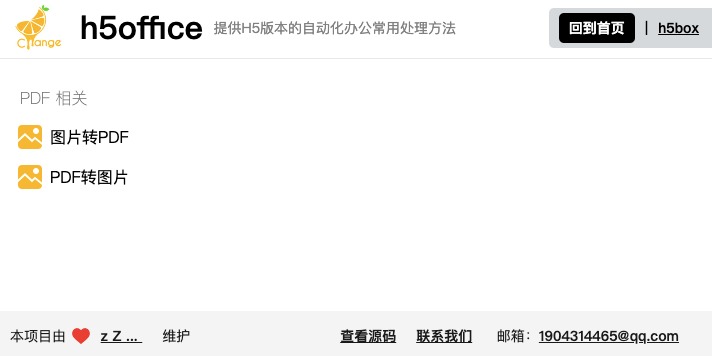 Change
h5office 提供H5版本的自动化办公常用处理方法 回到首页 | h5box
PDF 相关
图片转PDF
PDF转图片
本项目由 z Z ... 维护 查看源码 联系我们 邮箱：1904314465@qq.com